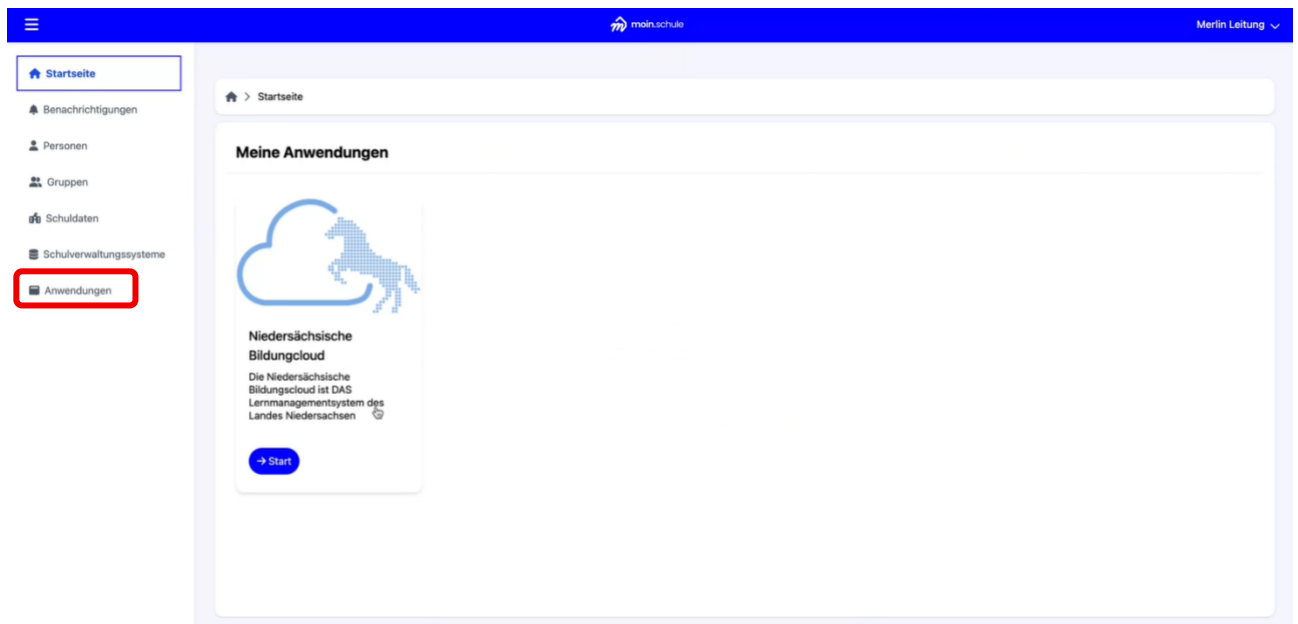 moin.schule
Merlin Leitung
Startseite
Benachrichtigungen
Personen
Gruppen
Schuldaten
Schulverwaltungssysteme
Anwendungen
> Startseite
Meine Anwendungen
Niedersächsische
Bildungcloud
Die Niedersächsische
Bildungscloud ist DAS
Lernmanagementsystem des
Landes Niedersachsen
→ Start